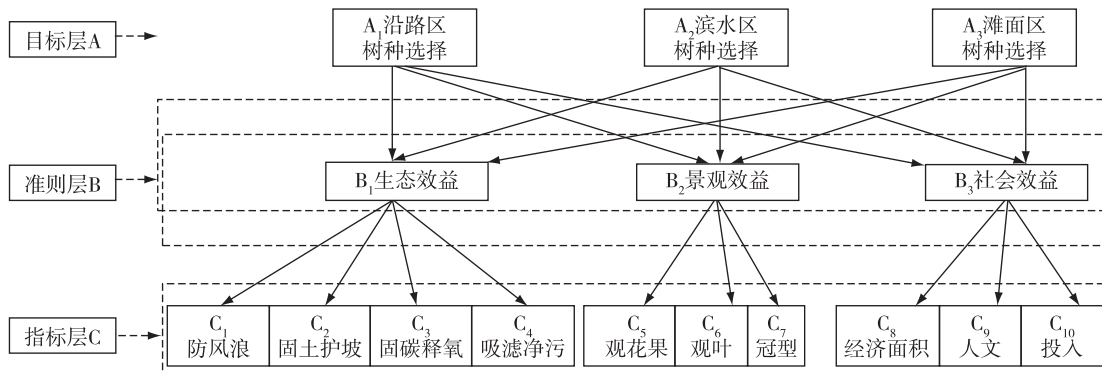 目标层A
A₁沿路区
树种选择
A₂滨水区
树种选择
A₃滩面区
树种选择
准则层B
B₁生态效益
B₂景观效益
B₃社会效益
指标层C
C₁
防风浪
C₂
固土护坡
C₃
固碳释氧
C₄
吸滤净污
C₅
观花果
C₆
观叶
C₇
冠型
C₈
经济面积
C₉
人文
C₁₀
投入